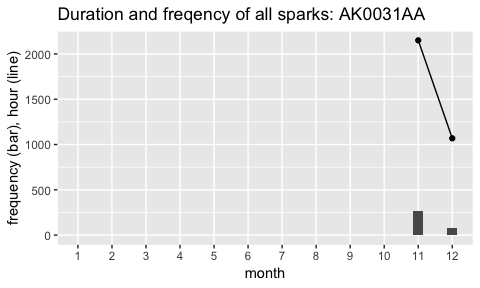 Duration and freqency of all sparks: AK0031AA
frequency (bar), hour (line)
2000
1500
1000
500
0
1 2 3 4 5 6 7 8 9 10 11 12
month